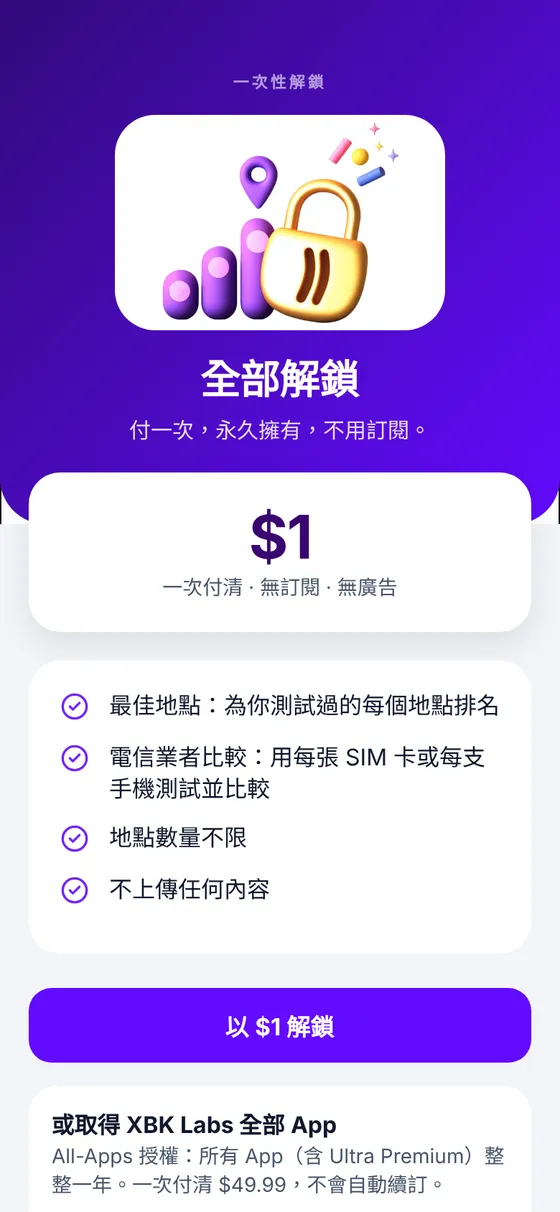 一次性解鎖
全部解鎖
付一次，永久擁有，不用訂閱。
$1
一次付清 · 無訂閱 · 無廣告
最佳地點：為你測試過的每個地點排名
電信業者比較：用每張 SIM 卡或每支
手機測試並比較
地點數量不限
不上傳任何內容
以 $1 解鎖
或取得 XBK Labs 全部 App
All-Apps 授權：所有 App（含 Ultra Premium）整
整一年。一次付清 $49.99，不會自動續訂。